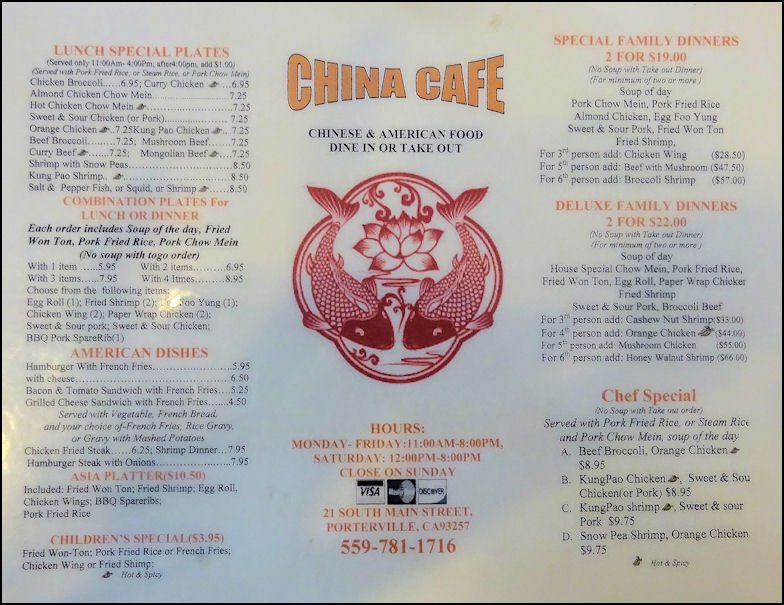 LUNCH SPECIAL PLATES
(Served only 11:00Am- 4:00Pm, after4:00pm, add $1.00)
(Served with Pork Fried Rice, or Steam Rice, or Pork Chow Mein)
Chicken Broccoli......6.95; Curry Chicken ....6.95
Almond Chicken Chow Mein..................... 7.25
Hot Chicken Chow Mein ........................7.25
Sweet & Sour Chicken (or Pork).................. 7.25
Orange Chicken ..7.25Kung Pao Chicken ...7.25
Beef Broccoli.........7.25; Mushroom Beef.......7.25
Curry Beef .......7.25; Mongolian Beef .....7.25
Shrimp with Snow Peas............................8.50
Kung Pao Shrimp.. ................................8.50
Salt & Pepper Fish, or Squid, or Shrimp ......8.50
COMBINATION PLATES For
LUNCH OR DINNER
Each order includes Soup of the day, Fried
Won Ton, Pork Fried Rice, Pork Chow Mein
(No soup with togo order)
With 1 item ......5.95 With 2 items..........6.95
With 3 items......7.95 With 4 Itmes.........8.95
Choose from the following items:
Egg Roll (1); Fried Shrimp (2); Egg Foo Yung (1);
Chicken Wing (2); Paper Wrap Chicken (2);
Sweet & Sour pork; Sweet & Sour Chicken;
BBQ Pork SpareRib(1)
AMERICAN DISHES
Hamburger With French Fries......................5.95
with cheese..........................................6.50
Bacon & Tomato Sandwich with French Fries....5.25
Grilled Cheese Sandwich with French Fries.......4.50
Served with Vegetable, French Bread,
and your choice of-French Fries, Rice Gravy,
or Gravy with Mashed Potatoes
Chicken Fried Steak.......6.25; Shrimp Dinner...7.95
Hamburger Steak with Onions.....................7.95
ASIA PLATTER($10.50)
Included: Fried Won Ton; Fried Shrimp; Egg Roll,
Chicken Wings; BBQ Spareribs;
Pork Fried Rice
CHILDREN'S SPECIAL($3.95)
Fried Won-Ton; Pork Fried Rice or French Fries;
Chicken Wing or Fried Shimp;
Hot & Spicy
CHINA CAFE
CHINESE & AMERICAN FOOD
DINE IN OR TAKE OUT
HOURS:
MONDAY- FRIDAY:11:00AM-8:00PM,
SATURDAY: 12:00PM-8:00PM
CLOSE ON SUNDAY
VISA DISCOVER
21 SOUTH MAIN STREET,
PORTERVILLE, CA93257
559-781-1716
SPECIAL FAMILY DINNERS
2 FOR $19.00
(No Soup with Take out Dinner)
(For minimum of two or more )
Soup of day
Pork Chow Mein, Pork Fried Rice
Almond Chicken, Egg Foo Yung
Sweet & Sour Pork, Fried Won Ton
Fried Shrimp,
For 3rd person add: Chicken Wing ($28.50)
For 5th person add: Beef with Mushroom ($47.50)
For 6th person add: Broccoli Shrimp ($57.00)
DELUXE FAMILY DINNERS
2 FOR $22.00
(No Soup with Take out Dinner)
(For minimum of two or more )
Soup of day
House Special Chow Mein, Pork Fried Rice,
Fried Won Ton, Egg Roll, Paper Wrap Chicken
Fried Shrimp
Sweet & Sour Pork, Broccoli Beef
For 3rd person add: Cashew Nut Shrimp($33.00)
For 4th person add: Orange Chicken ($44.00)
For 5th person add: Mushroom Chicken ($55.00)
For 6th person add: Honey Walnut Shrimp ($66.00)
Chef Special
(No Soup with Take out order)
Served with Pork Fried Rice, or Steam Rice
and Pork Chow Mein, soup of the day
A. Beef Broccoli, Orange Chicken
$8.95
B. KungPao Chicken , Sweet & Sou
Chicken(or Pork) $8.95
C. KungPao shrimp , Sweet & sour
Pork $9.75
D. Snow Pea Shrimp, Orange Chicken
$9.75
Hot & Spicy